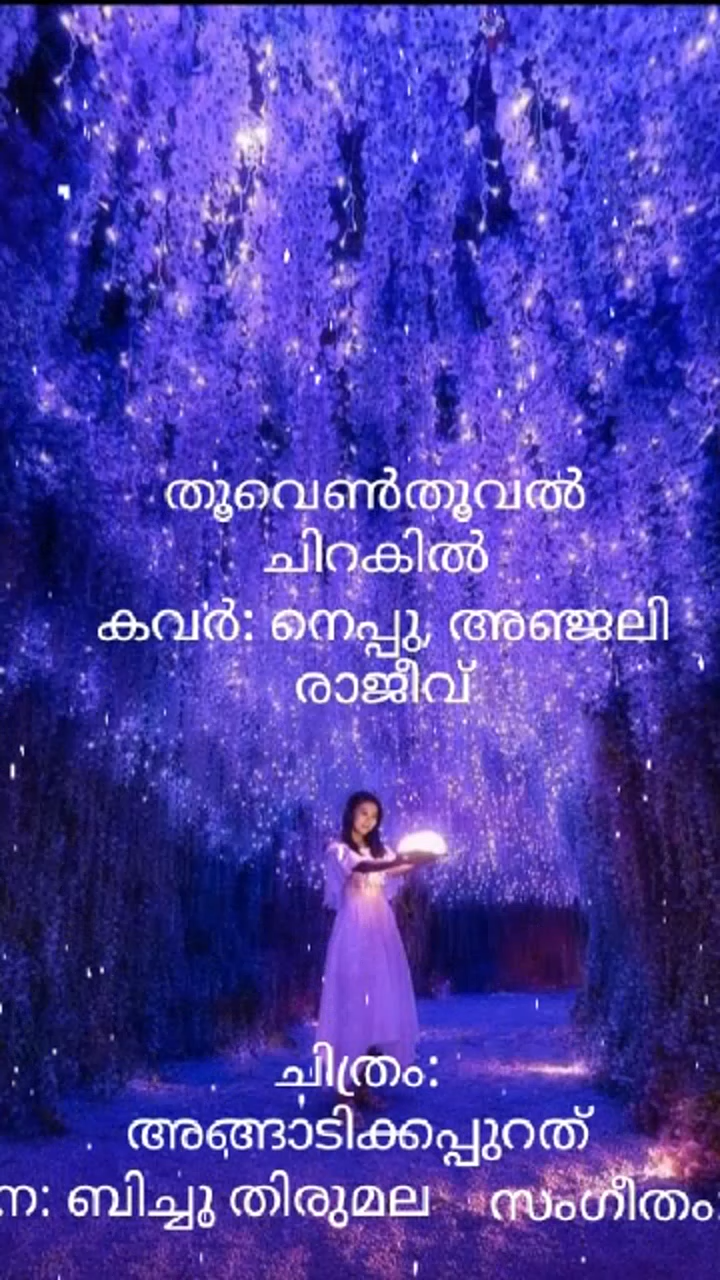 തൂവെൺതൂവൽ
ചിറകിൽ
കവർ: നെപ്പു, അഞ്ജലി
രാജീവ്
ചിത്രം:
അങ്ങാടിക്കപ്പുറത്
ന: ബിച്ചൂ തിരുമല സംഗീതം: